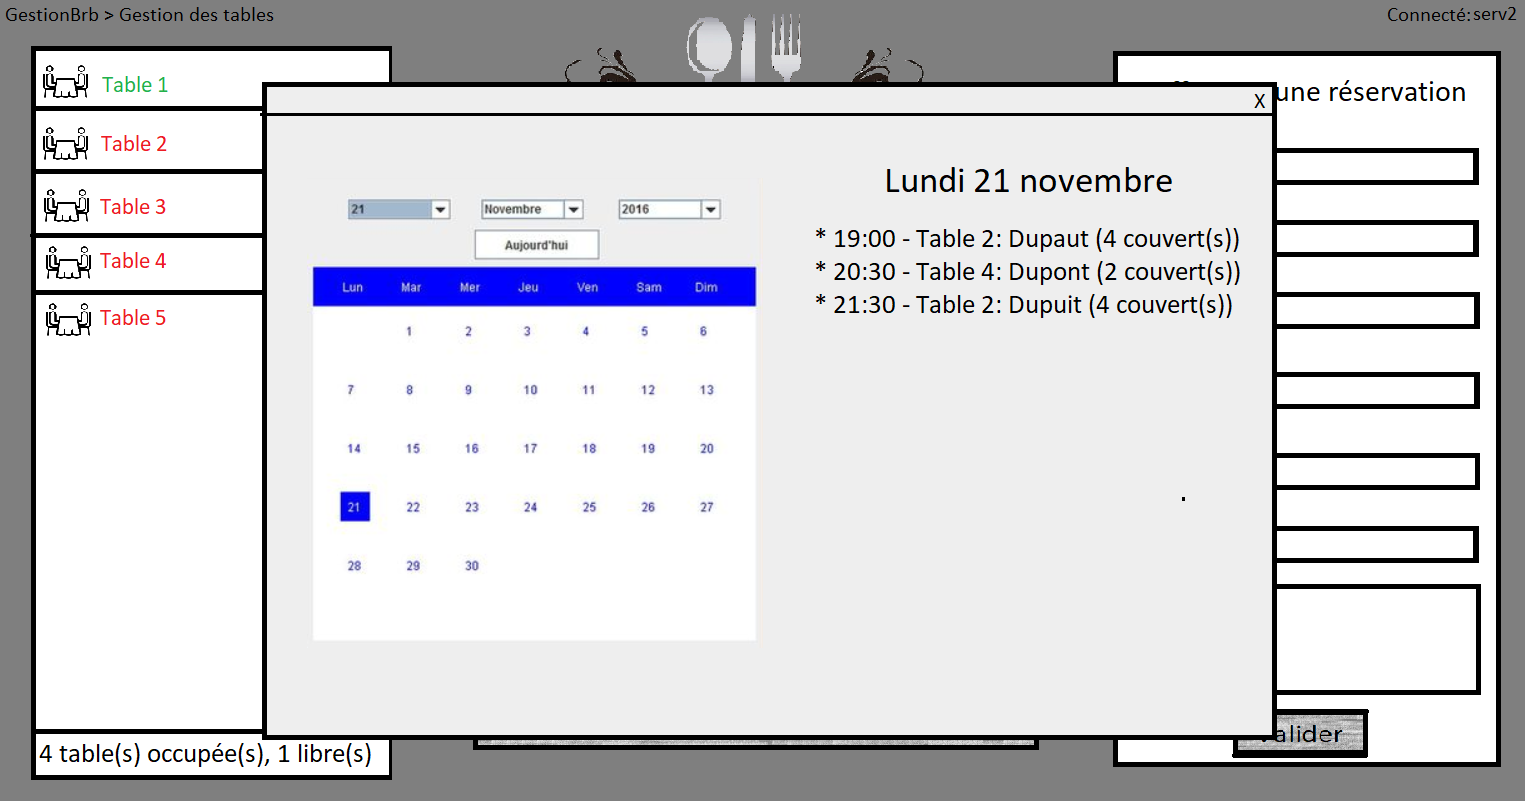 GestionBrb > Gestion des tables
Connecté: serv2
Table 1
Table 2
Table 3
Table 4
Table 5
4 table(s) occupée(s), 1 libre(s)
X
21 Novembre 2016
Aujourd'hui
Lun Mar Mer Jeu Ven Sam Dim
1 2 3 4 5 6
7 8 9 10 11 12 13
14 15 16 17 18 19 20
21 22 23 24 25 26 27
28 29 30
Lundi 21 novembre
* 19:00 - Table 2: Dupaut (4 couvert(s))
* 20:30 - Table 4: Dupont (2 couvert(s))
* 21:30 - Table 2: Dupuit (4 couvert(s))
une réservation
alider